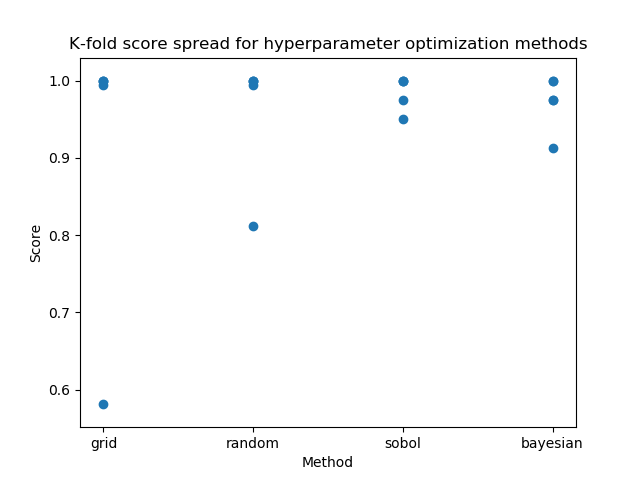 K-fold score spread for hyperparameter optimization methods
1.0
0.9
0.8
0.7
0.6
Score
grid random sobol bayesian
Method